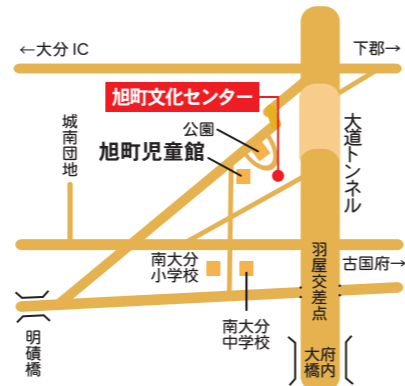 ←大分 IC
下郡→
旭町文化センター
城南団地
公園
旭町児童館
大道トンネル
南大分
小学校
羽屋交差点
古国府→
明磧橋
南大分
中学校
府内
大橋